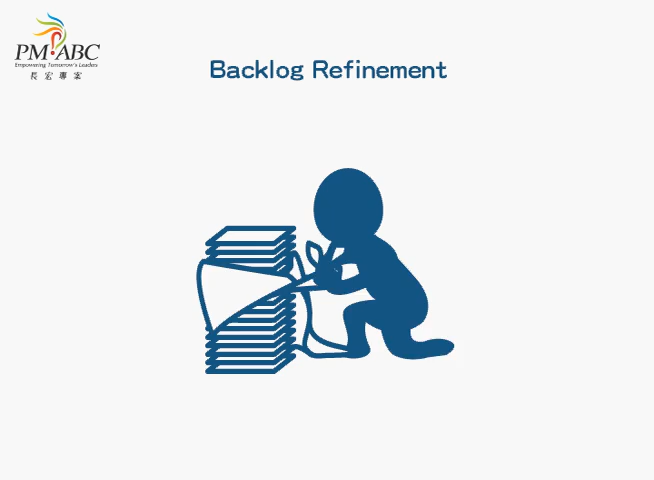 PM ABC
Empowering Tomorrow's Leaders
長宏專案
Backlog Refinement